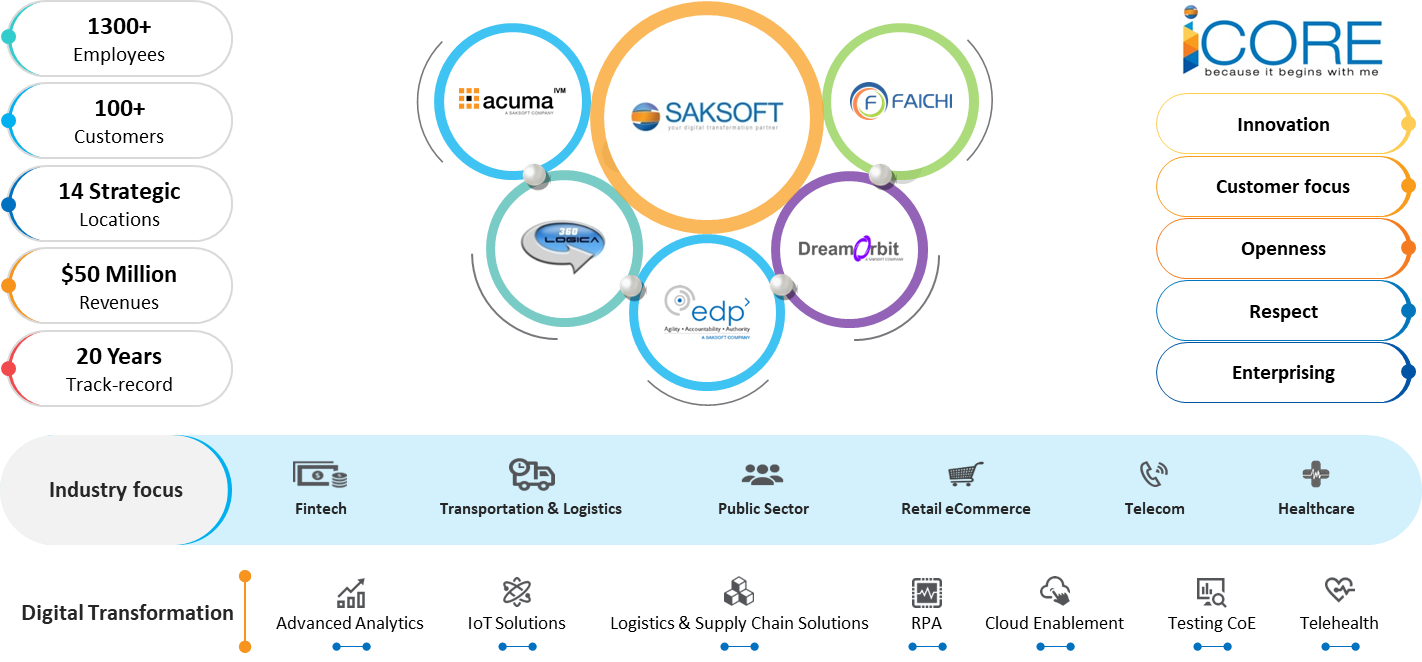 1300+
Employees
100+
Customers
14 Strategic
Locations
$50 Million
Revenues
20 Years
Track-record
acuma IVM
A SAKSOFT COMPANY
SAKSOFT
your digital transformation partner
F FAICHI
360
LOGICA
edp
Agility • Accountability • Authority
A SAKSOFT COMPANY
DreamOrbit
A SAKSOFT COMPANY
iCORE
because it begins with me
Innovation
Customer focus
Openness
Respect
Enterprising
Industry focus
Fintech
Transportation & Logistics
Public Sector
Retail eCommerce
Telecom
Healthcare
Digital Transformation
Advanced Analytics
IoT Solutions
Logistics & Supply Chain Solutions
RPA
Cloud Enablement
Testing CoE
Telehealth